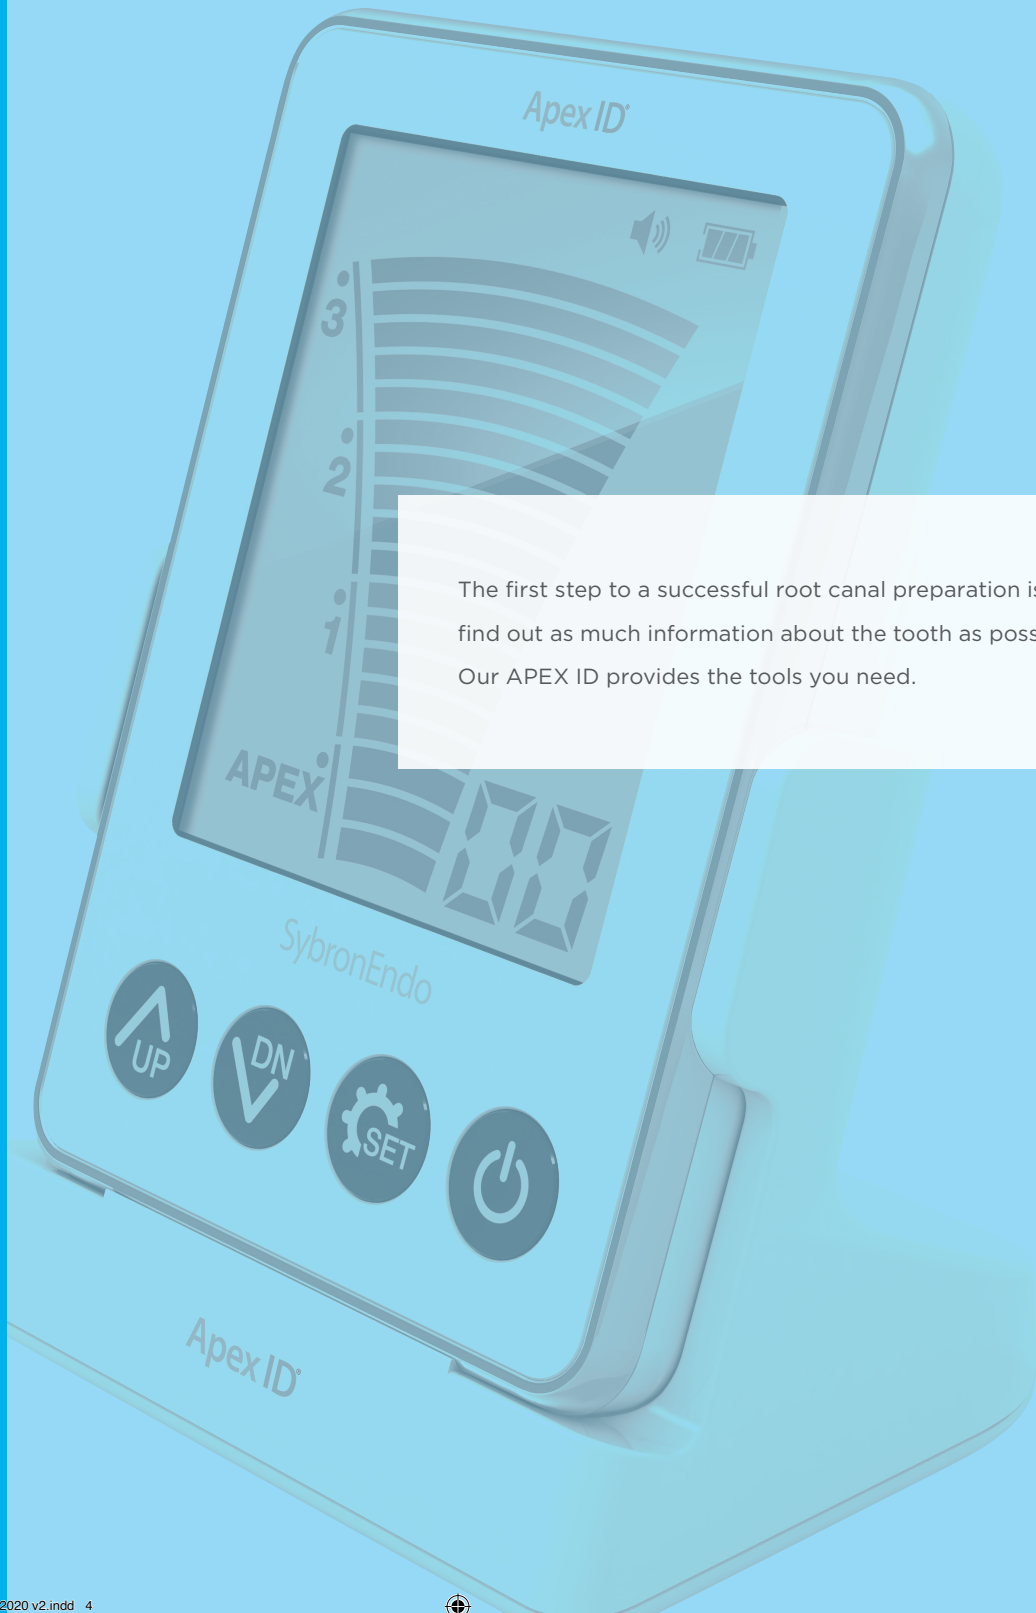 Apex ID®
3
2
1
APEX
00
The first step to a successful root canal preparation is
find out as much information about the tooth as poss
Our APEX ID provides the tools you need.
SybronEndo
UP
DN
SET
Apex ID®
2020 v2.indd 4